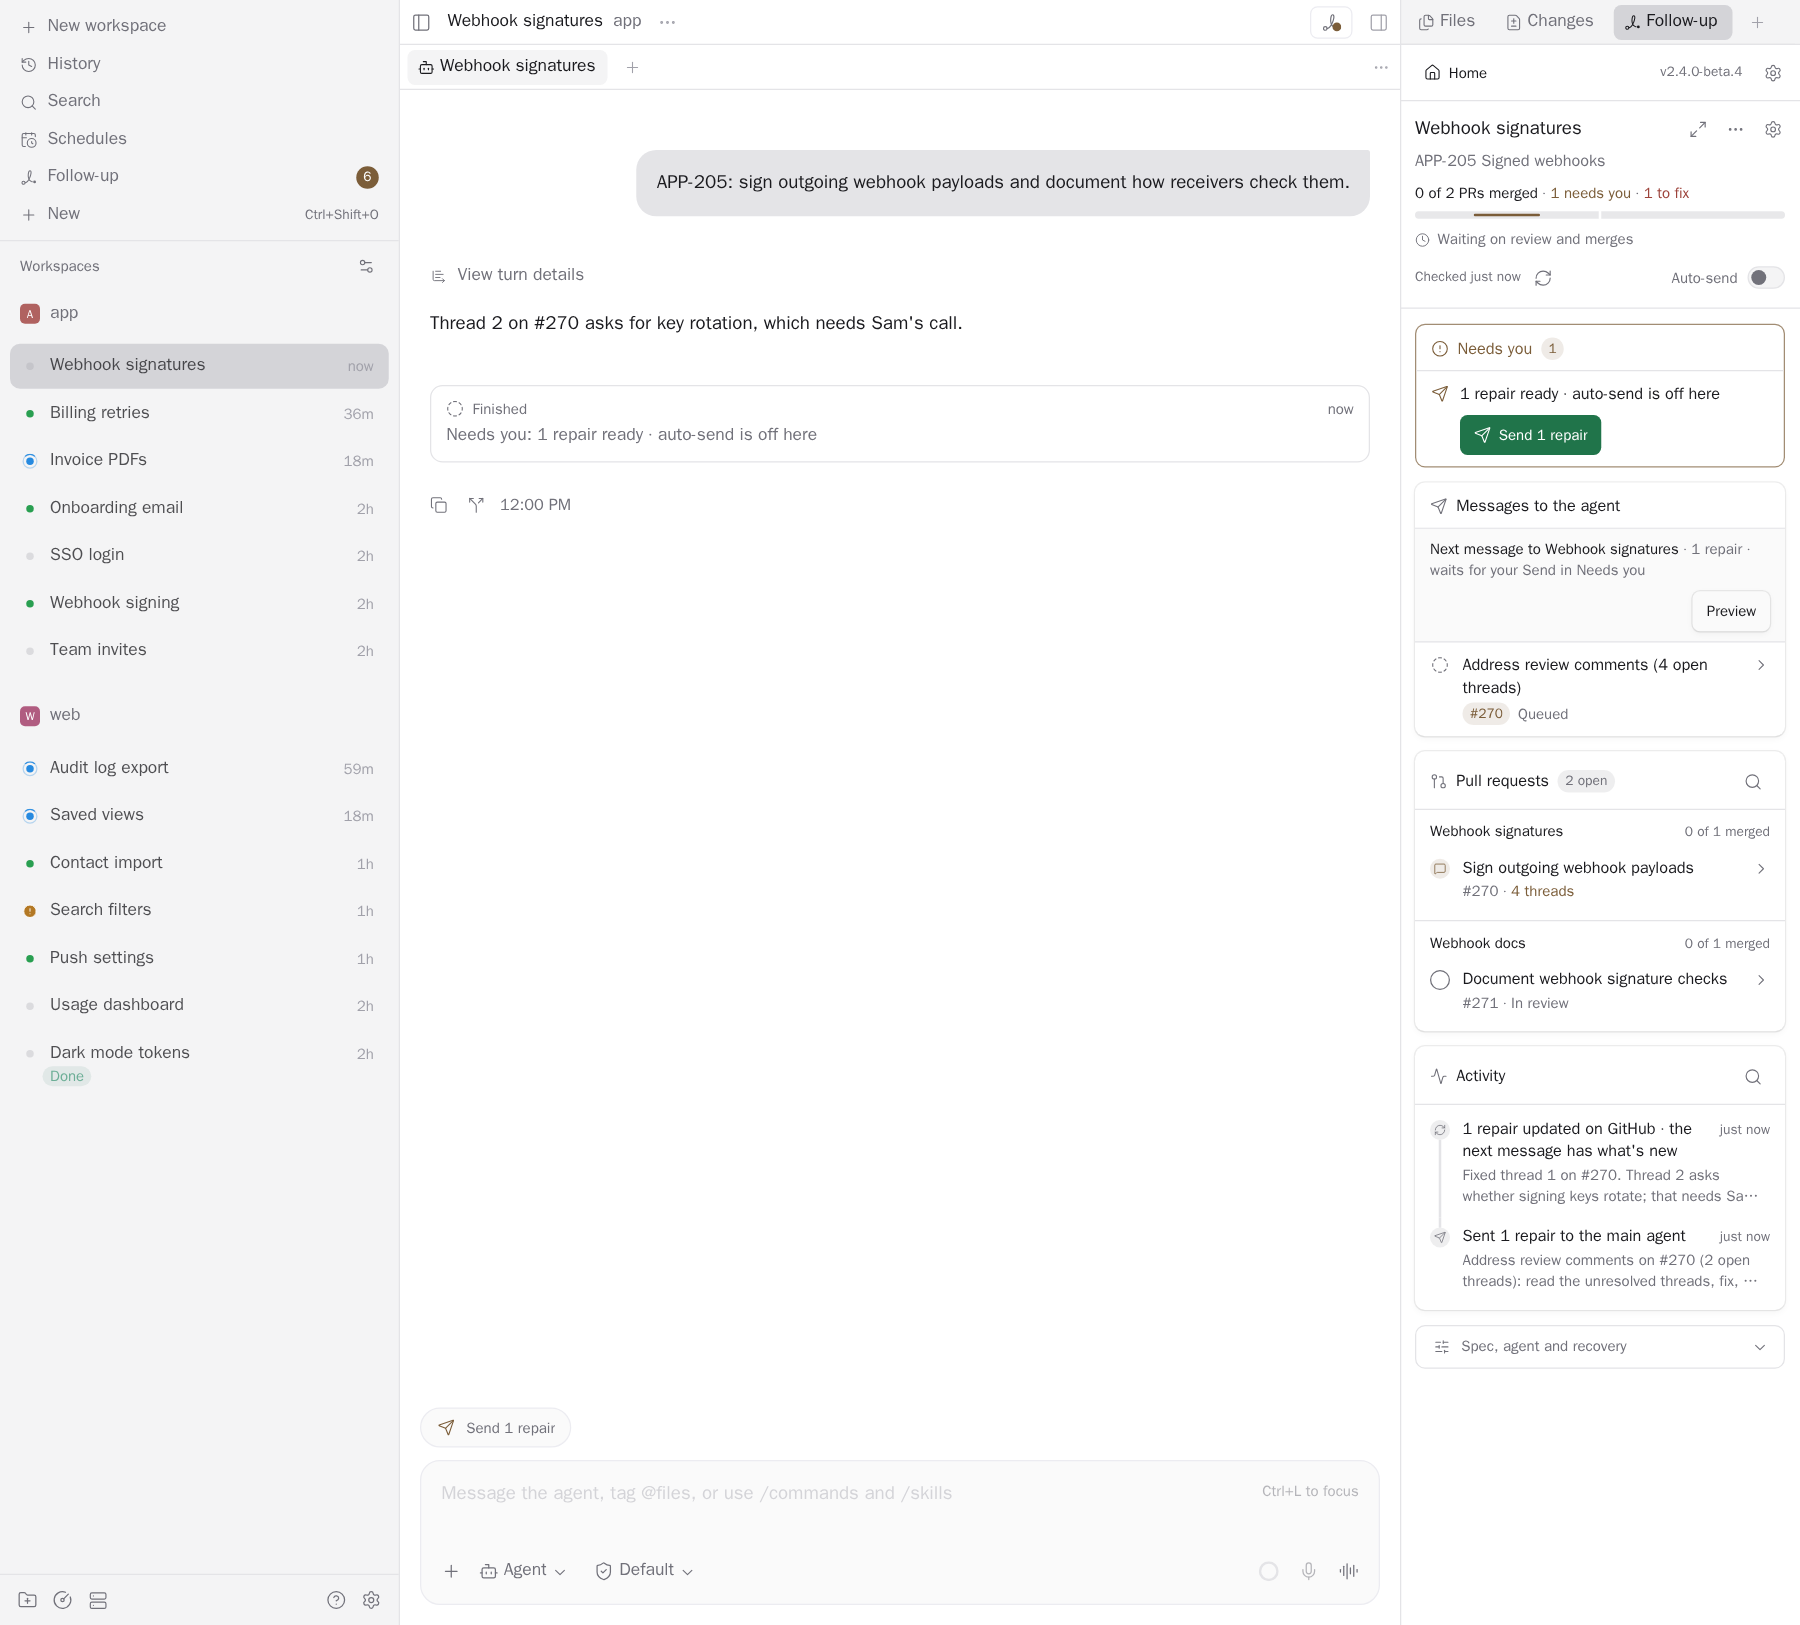 New workspace
History
Search
Schedules
Follow-up 6
New Ctrl+Shift+O
Workspaces
A app
Webhook signatures now
Billing retries 36m
Invoice PDFs 18m
Onboarding email 2h
SSO login 2h
Webhook signing 2h
Team invites 2h
W web
Audit log export 59m
Saved views 18m
Contact import 1h
Search filters 1h
Push settings 1h
Usage dashboard 2h
Dark mode tokens 2h
Done
Webhook signatures app
Webhook signatures
APP-205: sign outgoing webhook payloads and document how receivers check them.
View turn details
Thread 2 on #270 asks for key rotation, which needs Sam's call.
Finished now
Needs you: 1 repair ready · auto-send is off here
12:00 PM
Send 1 repair
Message the agent, tag @files, or use /commands and /skills
Ctrl+L to focus
Agent Default
Files Changes Follow-up
Home v2.4.0-beta.4
Webhook signatures
APP-205 Signed webhooks
0 of 2 PRs merged · 1 needs you · 1 to fix
Waiting on review and merges
Checked just now Auto-send
Needs you 1
1 repair ready · auto-send is off here
Send 1 repair
Messages to the agent
Next message to Webhook signatures · 1 repair ·
waits for your Send in Needs you
Preview
Address review comments (4 open
threads)
#270 Queued
Pull requests 2 open
Webhook signatures 0 of 1 merged
Sign outgoing webhook payloads
#270 · 4 threads
Webhook docs 0 of 1 merged
Document webhook signature checks
#271 · In review
Activity
1 repair updated on GitHub · the just now
next message has what's new
Fixed thread 1 on #270. Thread 2 asks
whether signing keys rotate; that needs Sa…
Sent 1 repair to the main agent just now
Address review comments on #270 (2 open
threads): read the unresolved threads, fix, …
Spec, agent and recovery